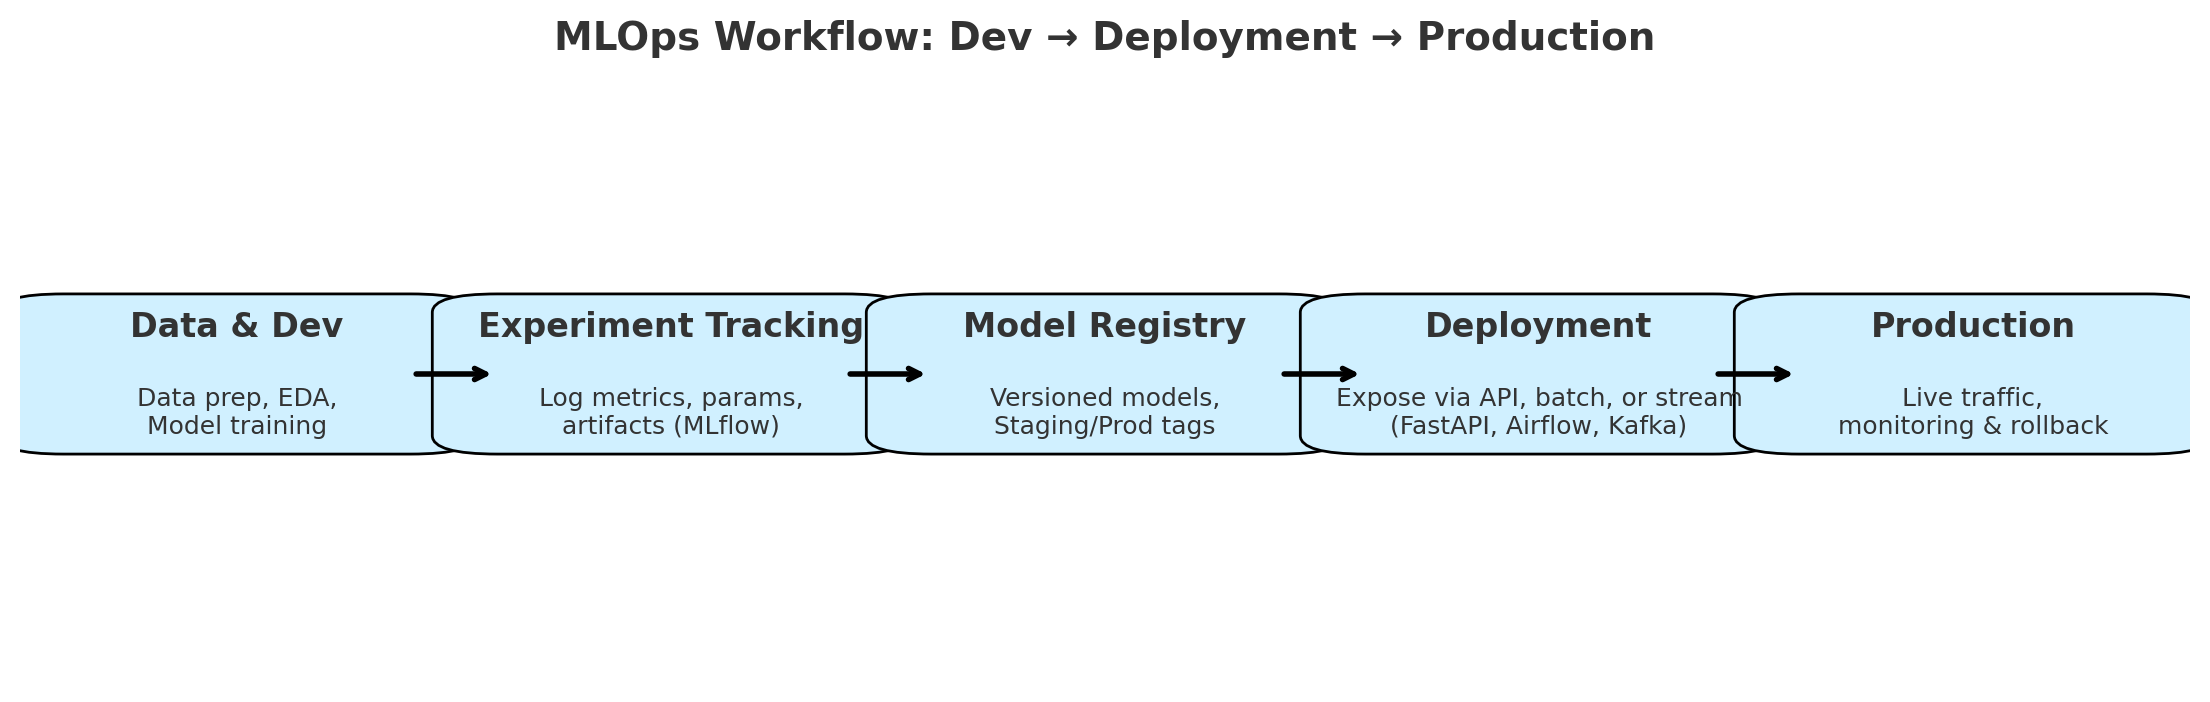 MLOps Workflow: Dev → Deployment → Production
Data & Dev
Data prep, EDA,
Model training
Experiment Tracking
Log metrics, params,
artifacts (MLflow)
Model Registry
Versioned models,
Staging/Prod tags
Deployment
Expose via API, batch, or stream
(FastAPI, Airflow, Kafka)
Production
Live traffic,
monitoring & rollback